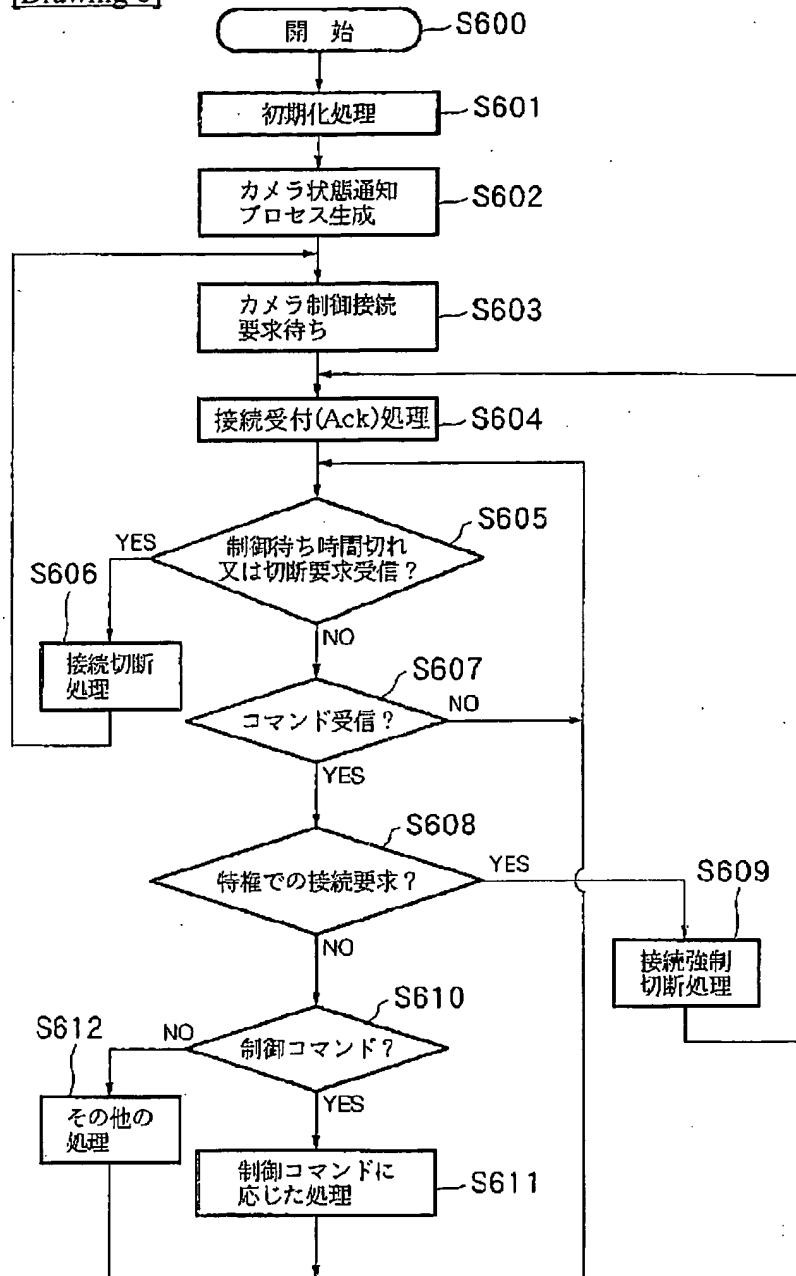 開 始
S600
初期化処理
S601
カメラ状態通知
プロセス生成
S602
カメラ制御接続
要求待ち
S603
接続受付(Ack)処理
S604
S605
制御待ち時間切れ
又は切断要求受信?
YES
NO
S606
接続切断
処理
S607
コマンド受信?
NO
YES
S608
特権での接続要求?
YES
NO
S609
接続強制
切断処理
S610
制御コマンド?
NO
YES
S612
その他の
処理
制御コマンドに
応じた処理
S611